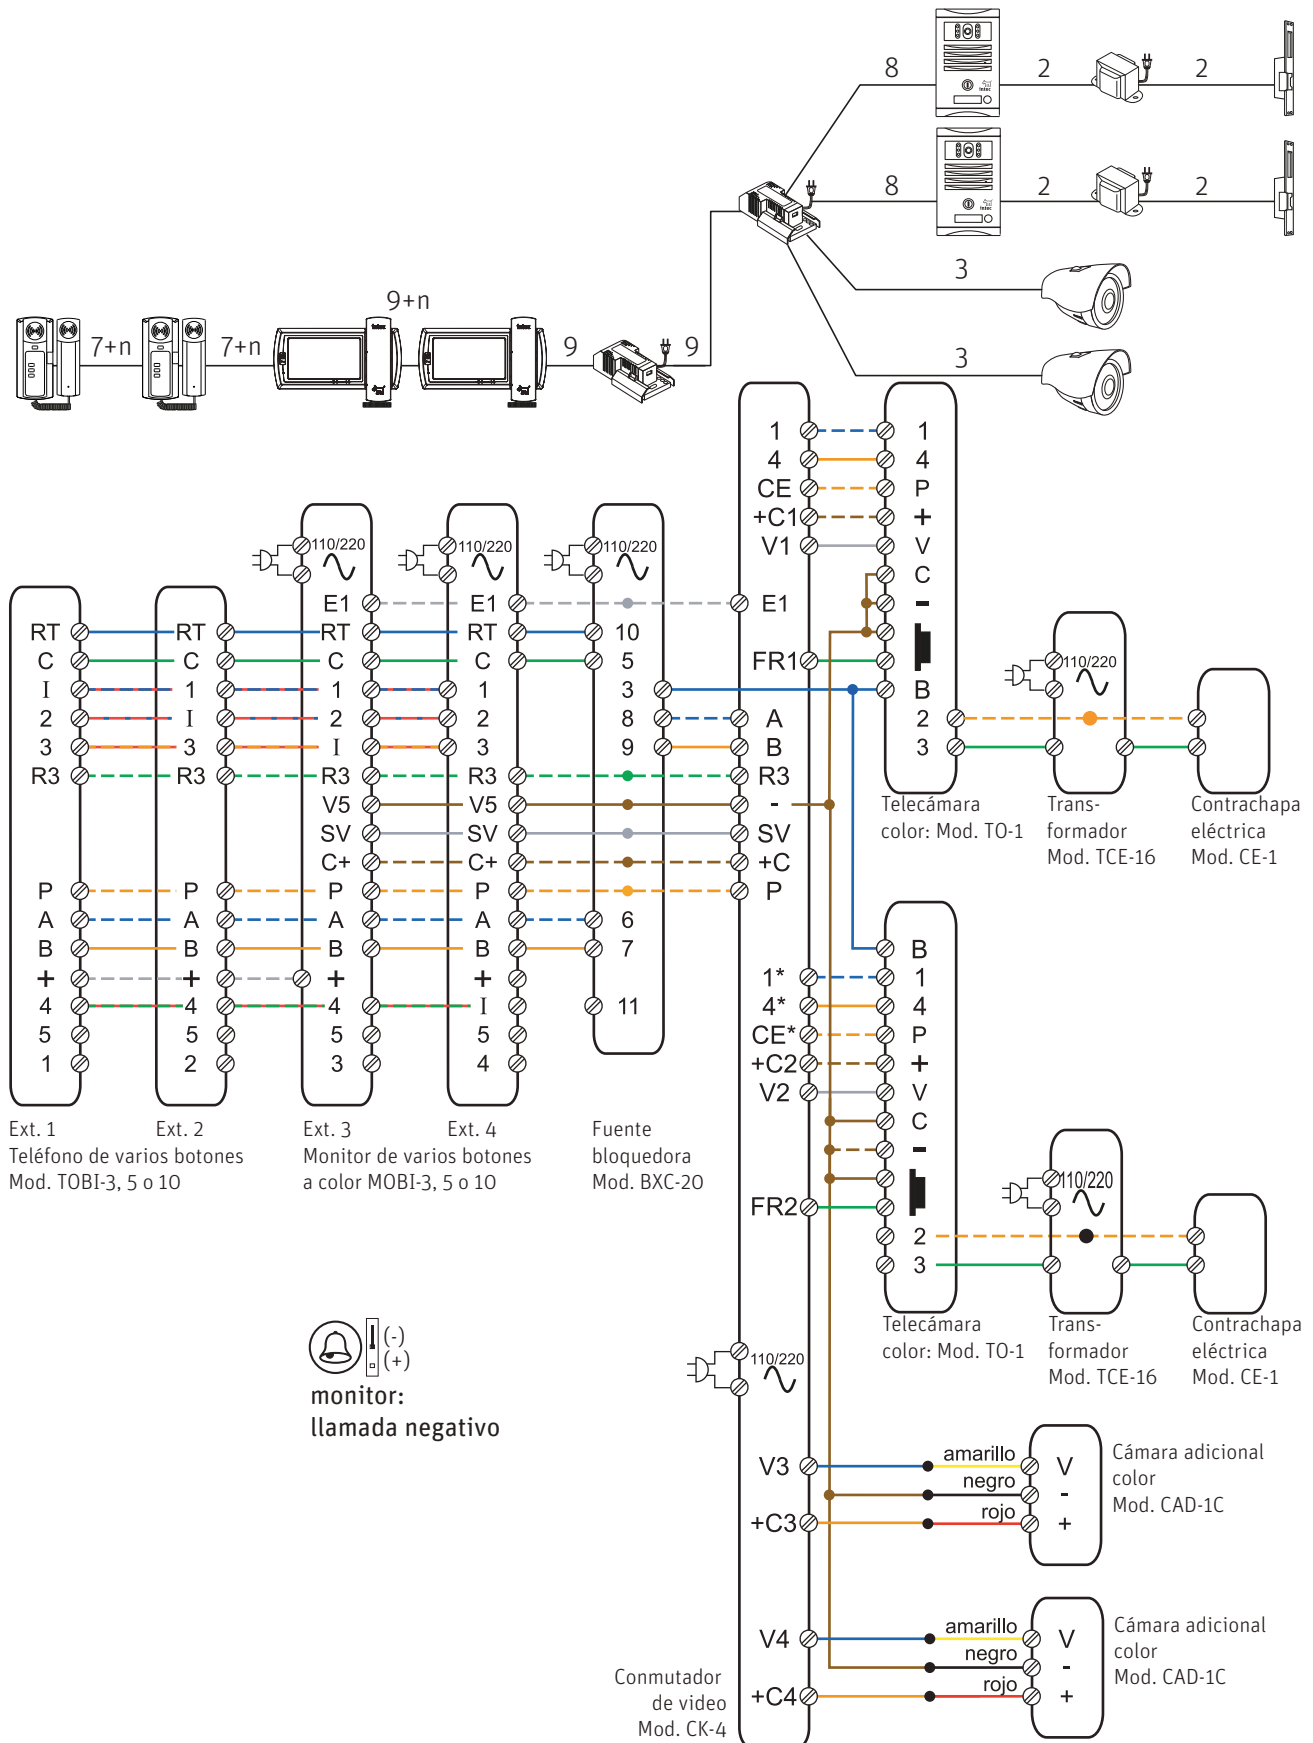 8
2
2
8
2
2
3
3
9+n
7+n
7+n
9
9
intec
intec
intec
1
4
CE
+C1
V1
E1
FR1
A
B
R3
-
SV
+C
P
1*
4*
CE*
+C2
V2
FR2
110/220
V3
+C3
V4
+C4
Conmutador
de video
Mod. CK-4
1
4
P
+
V
C
-
B
2
3
Telecámara
color: Mod. TO-1
110/220
Trans-
formador
Mod. TCE-16
Contrachapa
eléctrica
Mod. CE-1
RT
C
I
2
3
R3
P
A
B
+
4
5
1
Ext. 1
RT
C
1
I
3
R3
P
A
B
+
4
5
2
Ext. 2
Teléfono de varios botones
Mod. TOBI-3, 5 o 10
110/220
E1
RT
C
1
2
I
R3
V5
SV
C+
P
A
B
+
4
5
3
Ext. 3
110/220
E1
RT
C
1
2
3
R3
V5
SV
C+
P
A
B
+
I
5
4
Ext. 4
Monitor de varios botones
a color MOBI-3, 5 o 10
110/220
10
5
3
8
9
6
7
11
Fuente
bloquedora
Mod. BXC-20
B
1
4
P
+
V
C
-
2
3
Telecámara
color: Mod. TO-1
110/220
Trans-
formador
Mod. TCE-16
Contrachapa
eléctrica
Mod. CE-1
(-)
(+)
monitor:
llamada negativo
amarillo
negro
rojo
V
-
+
Cámara adicional
color
Mod. CAD-1C
amarillo
negro
rojo
V
-
+
Cámara adicional
color
Mod. CAD-1C